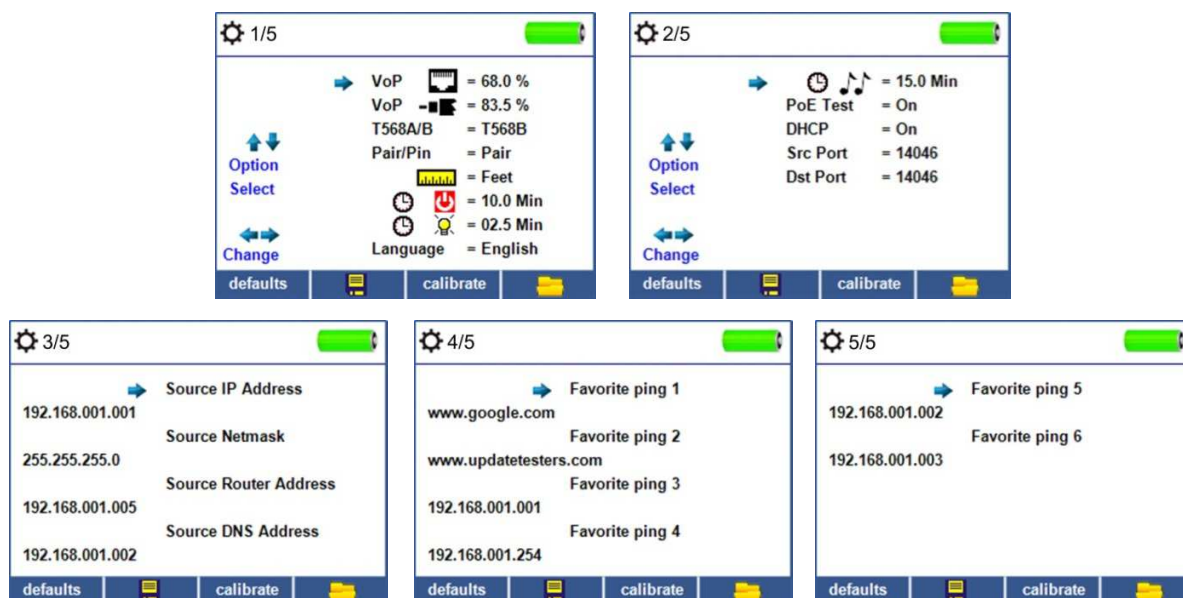 1/5
VoP = 68.0 %
VoP = 83.5 %
T568A/B = T568B
Pair/Pin = Pair
= Feet
= 10.0 Min
= 02.5 Min
Language = English
Option
Select
Change
defaults calibrate
2/5
= 15.0 Min
PoE Test = On
DHCP = On
Src Port = 14046
Dst Port = 14046
Option
Select
Change
defaults calibrate
3/5
Source IP Address
192.168.001.001
Source Netmask
255.255.255.0
Source Router Address
192.168.001.005
Source DNS Address
192.168.001.002
defaults calibrate
4/5
Favorite ping 1
www.google.com
Favorite ping 2
www.updatetesters.com
Favorite ping 3
192.168.001.001
Favorite ping 4
192.168.001.254
defaults calibrate
5/5
Favorite ping 5
192.168.001.002
Favorite ping 6
192.168.001.003
defaults calibrate